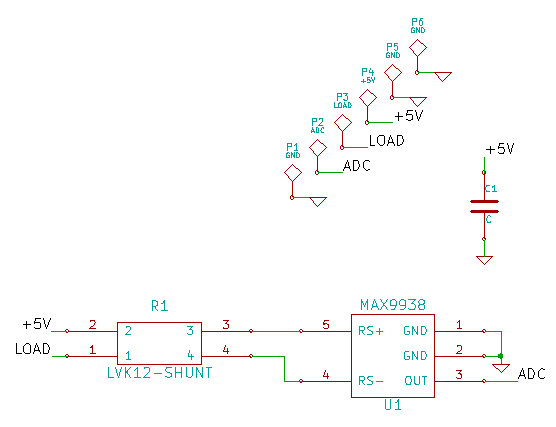 P6
GND
P5
GND
P4
+5V
P3
LOAD
+5V
P2
ADC
LOAD
P1
GND
ADC
+5V
C1
C
R1
MAX9938
+5V 2 2 3 3 5 RS+ GND 1
LOAD 1 1 4 4 GND 2
LVK12-SHUNT
4 RS- OUT 3 ADC
U1